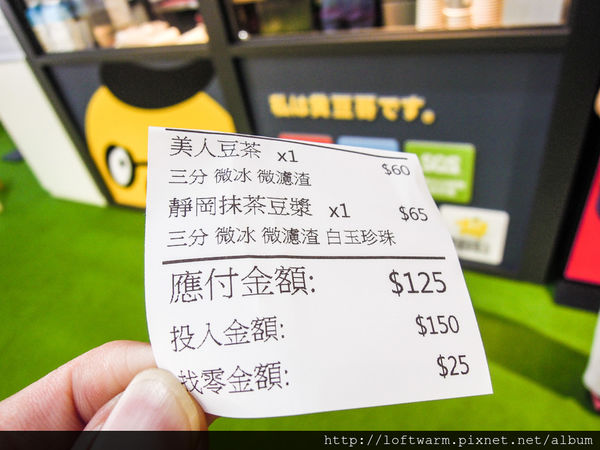 私は黄豆哥です。
美人豆茶 x1 $60
三分 微冰 微濾渣
靜岡抹茶豆漿 x1 $65
三分 微冰 微濾渣 白玉珍珠
應付金額: $125
投入金額: $150
找零金額: $25
http://loftwarm.pixnet.net/album